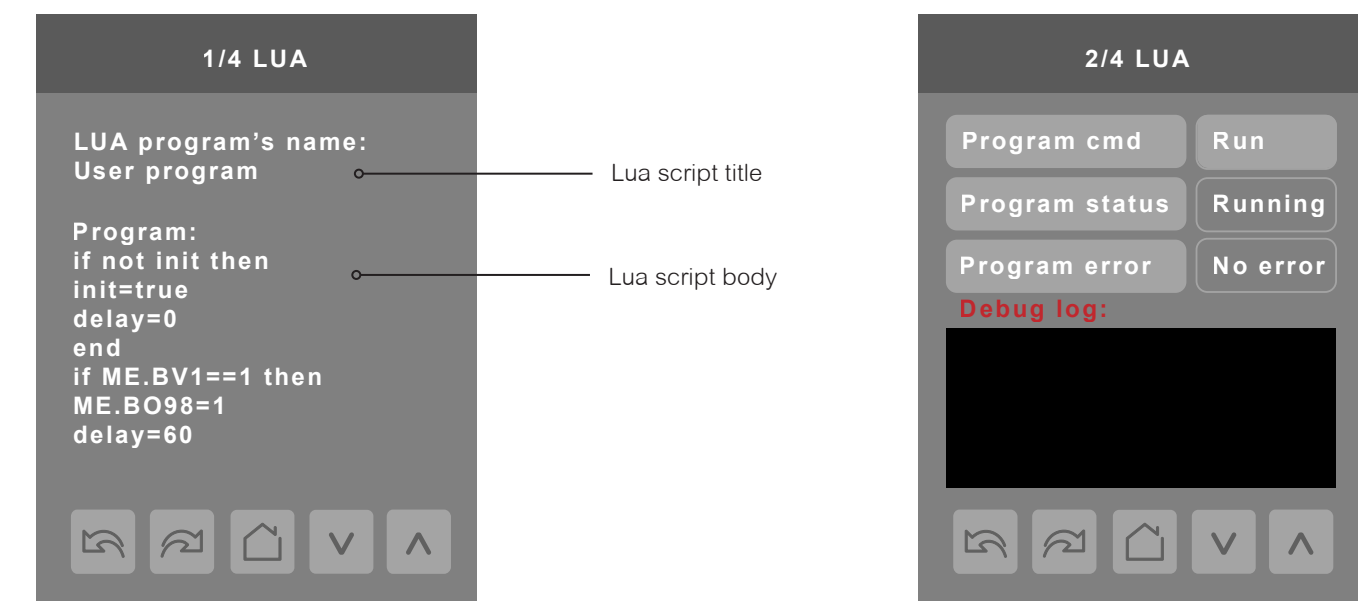 1/4 LUA
LUA program’s name:
User program
Program:
if not init then
init=true
delay=0
end
if ME.BV1==1 then
ME.BO98=1
delay=60
Lua script title
Lua script body
2/4 LUA
Program cmd Run
Program status Running
Program error No error
Debug log: